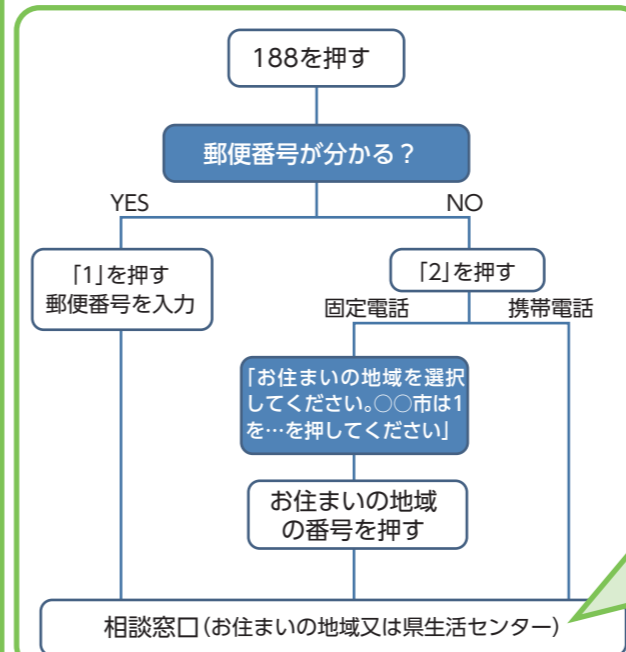 188を押す
郵便番号が分かる？
YES
NO
「1」を押す
郵便番号を入力
「2」を押す
固定電話
携帯電話
「お住まいの地域を選択
してください。○○市は1
を…を押してください」
お住まいの地域
の番号を押す
相談窓口（お住まいの地域又は県生活センター）